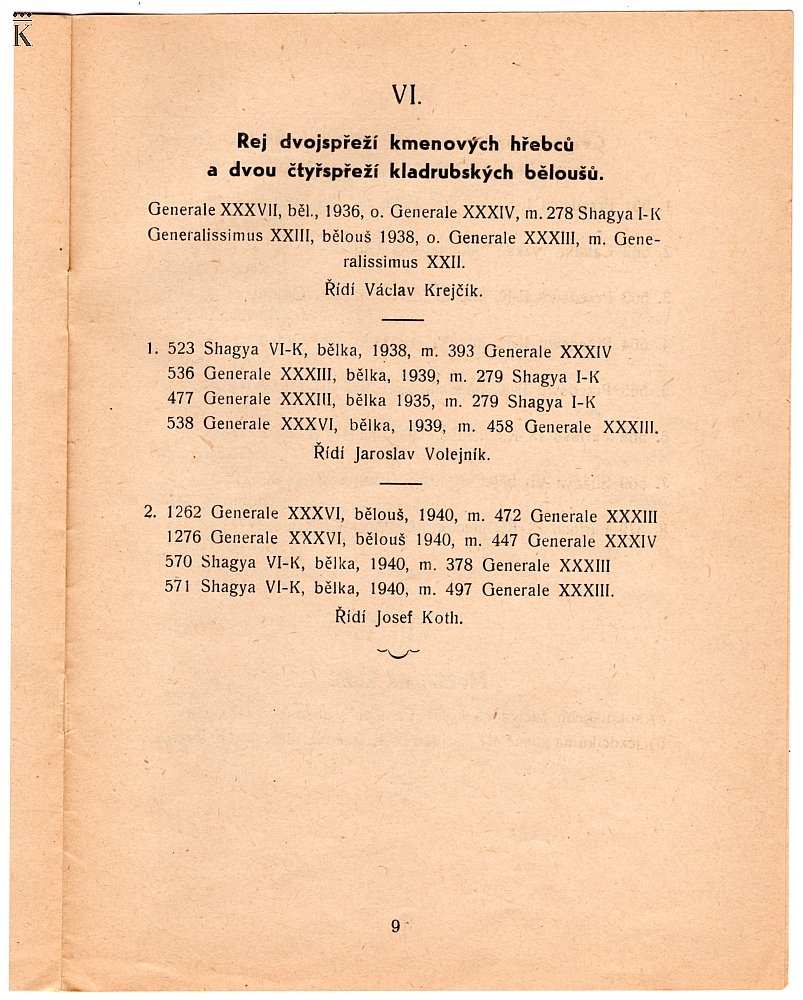 K
VI.
Rej dvojspřeží kmenových hřebců
a dvou čtyřspřeží kladrubských běloušů.
Generale XXXVII, běl., 1936, o. Generale XXXIV, m. 278 Shagya I-K
Generalissimus XXIII, bělouš 1938, o. Generale XXXIII, m. Gene-
ralissimus XXII.
Řídí Václav Krejčík.
1. 523 Shagya VI-K, bělka, 1938, m. 393 Generale XXXIV
536 Generale XXXIII, bělka, 1939, m. 279 Shagya I-K
477 Generale XXXIII, bělka 1935, m. 279 Shagya I-K
538 Generale XXXVI, bělka, 1939, m. 458 Generale XXXIII.
Řídí Jaroslav Volejník.
2. 1262 Generale XXXVI, bělouš, 1940, m. 472 Generale XXXIII
1276 Generale XXXVI, bělouš 1940, m. 447 Generale XXXIV
570 Shagya VI-K, bělka, 1940, m. 378 Generale XXXIII
571 Shagya VI-K, bělka, 1940, m. 497 Generale XXXIII.
Řídí Josef Koth.
9